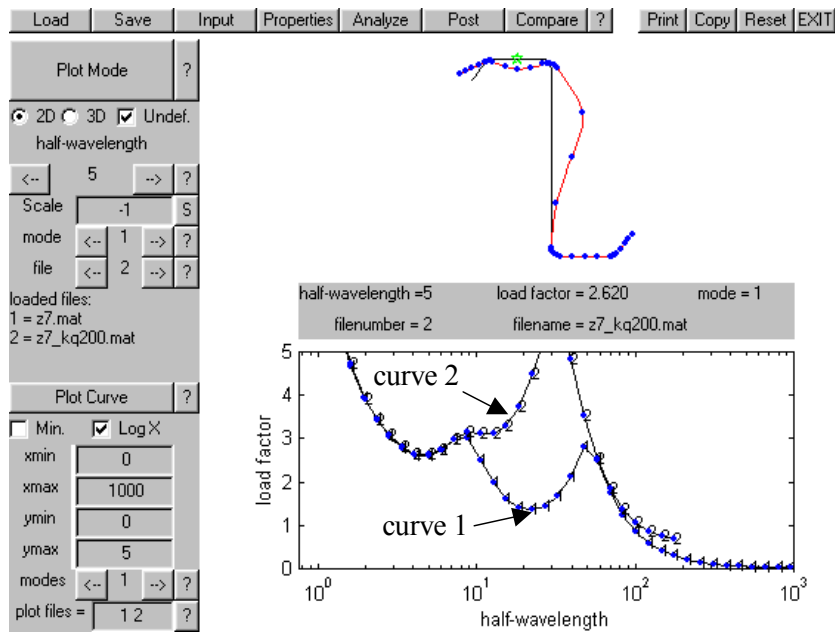 Load Save Input Properties Analyze Post Compare ? Print Copy Reset EXIT
Plot Mode ?
2D 3D Undef.
half-wavelength
<-- 5 --> ?
Scale -1 S
mode <-- 1 --> ?
file <-- 2 --> ?
loaded files:
1 = z7.mat
2 = z7_kq200.mat
half-wavelength =5 load factor = 2.620 mode = 1
filenumber = 2 filename = z7_kq200.mat
Plot Curve ?
Min. Log X
xmin 0
xmax 1000
ymin 0
ymax 5
modes <-- 1 --> ?
plot files = 1 2 ?
load factor
5
4
3
2
1
0
curve 2
curve 1
10^0 10^1 10^2 10^3
half-wavelength